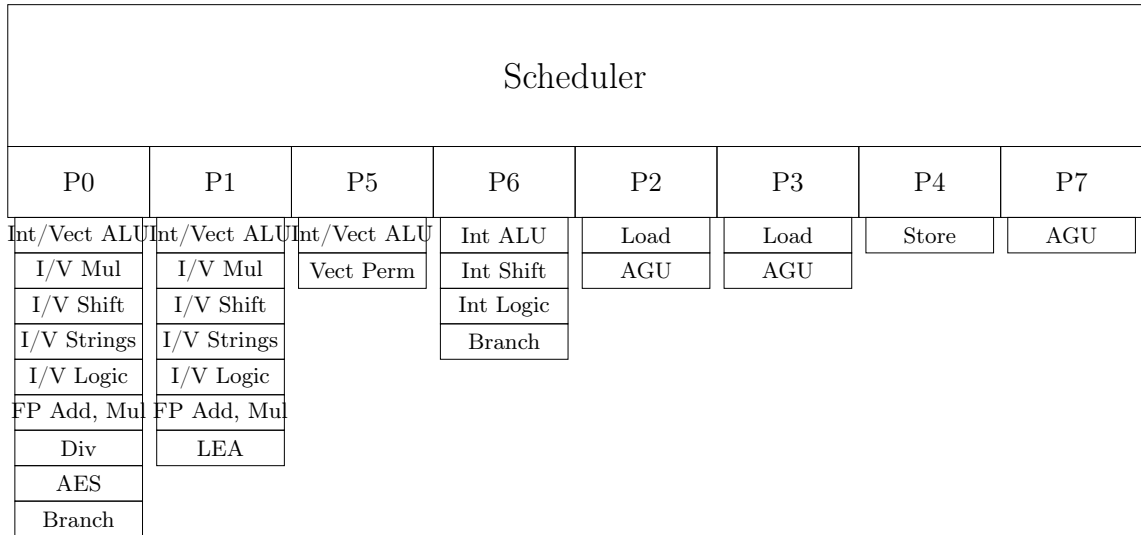 Scheduler
P0 P1 P5 P6 P2 P3 P4 P7
Int/Vect ALU Int/Vect ALU Int/Vect ALU Int ALU Load Load Store AGU
I/V Mul I/V Mul Vect Perm Int Shift AGU AGU
I/V Shift I/V Shift Int Logic
I/V Strings I/V Strings Branch
I/V Logic I/V Logic
FP Add, Mul FP Add, Mul
Div LEA
AES
Branch